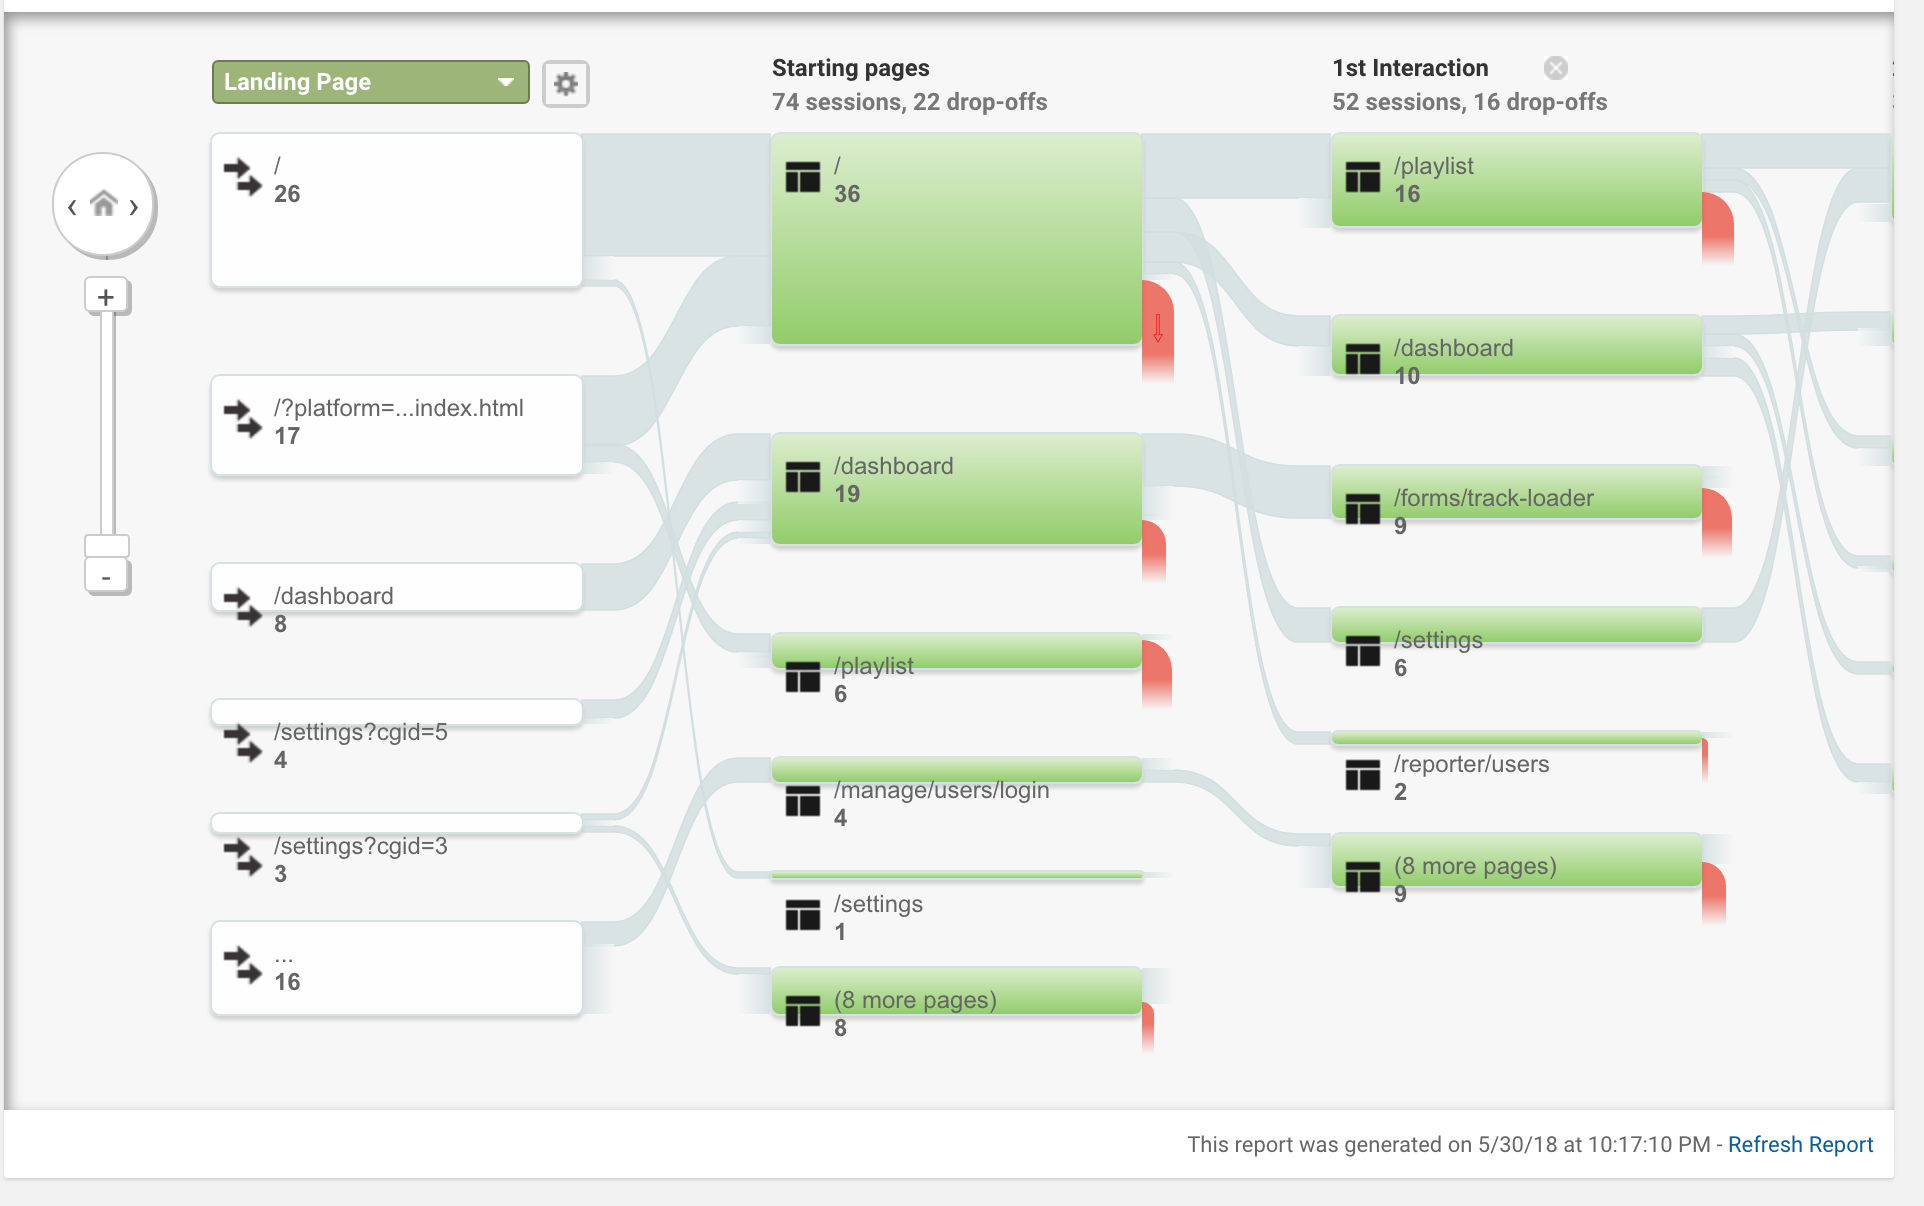 Landing Page
/
26
/?platform=...index.html
17
/dashboard
8
/settings?cgid=5
4
/settings?cgid=3
3
...
16
+
-
Starting pages
74 sessions, 22 drop-offs
/
36
/dashboard
19
/playlist
6
/manage/users/login
4
/settings
1
(8 more pages)
8
1st Interaction
52 sessions, 16 drop-offs
/playlist
16
/dashboard
10
/forms/track-loader
9
/settings
6
/reporter/users
2
(8 more pages)
9
This report was generated on 5/30/18 at 10:17:10 PM - Refresh Report